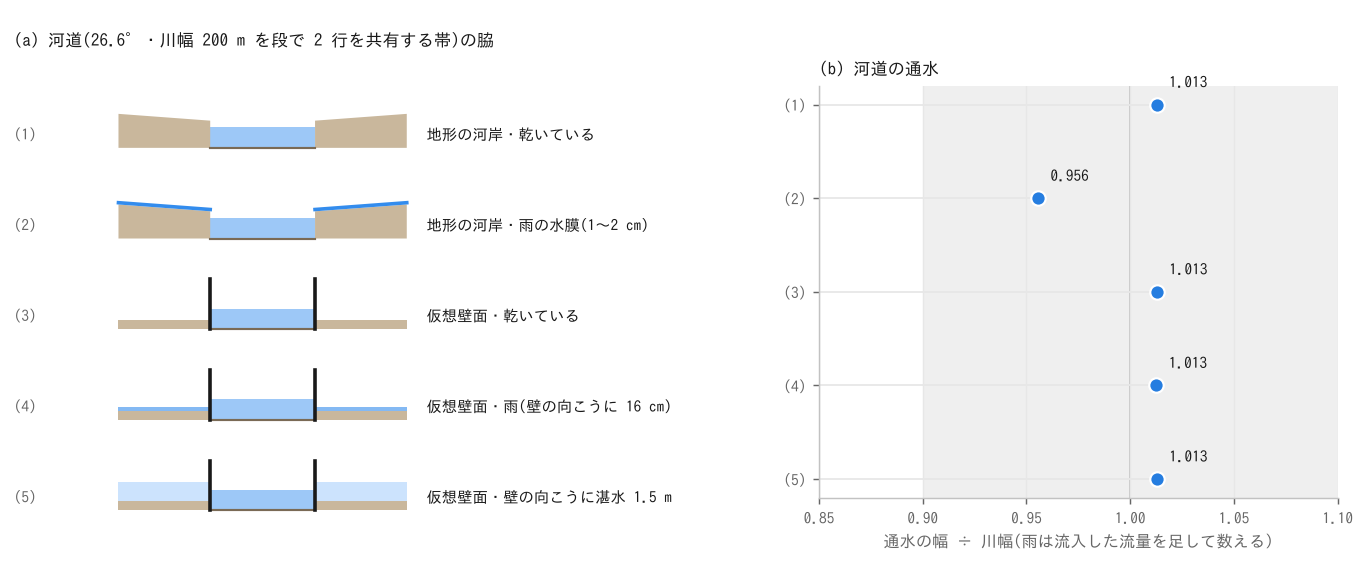 (a) 河道(26.6° ・川幅 200 m を段で 2 行を共有する帯)の脇
(1) 地形の河岸・乾いている
(2) 地形の河岸・雨の水膜(1〜2 cm)
(3) 仮想壁面・乾いている
(4) 仮想壁面・雨(壁の向こうに 16 cm)
(5) 仮想壁面・壁の向こうに湛水 1.5 m
(b) 河道の通水
(1) 1.013
(2) 0.956
(3) 1.013
(4) 1.013
(5) 1.013
0.85 0.90 0.95 1.00 1.05 1.10
通水の幅 ÷ 川幅(雨は流入した流量を足して数える)